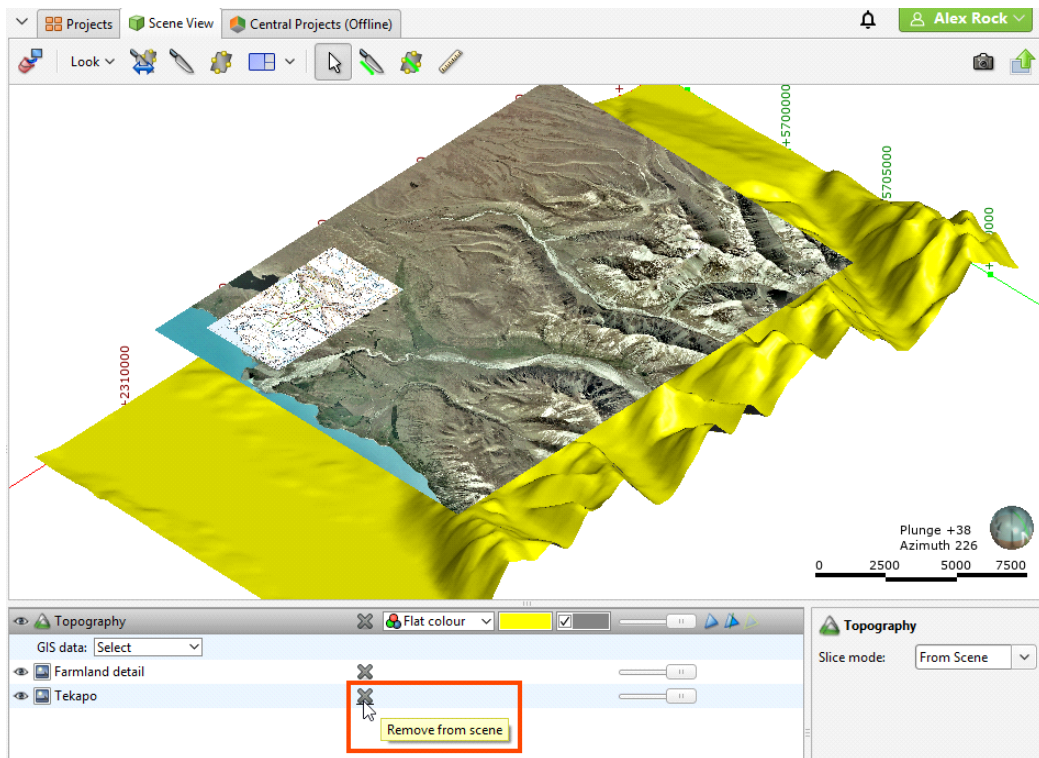 Projects
Scene View
Central Projects (Offline)
Alex Rock
Look
+5700000
5705000
+2310000
Plunge +38
Azimuth 226
0 2500 5000 7500
Topography
Flat colour
GIS data: Select
Farmland detail
Tekapo
Remove from scene
Topography
Slice mode: From Scene